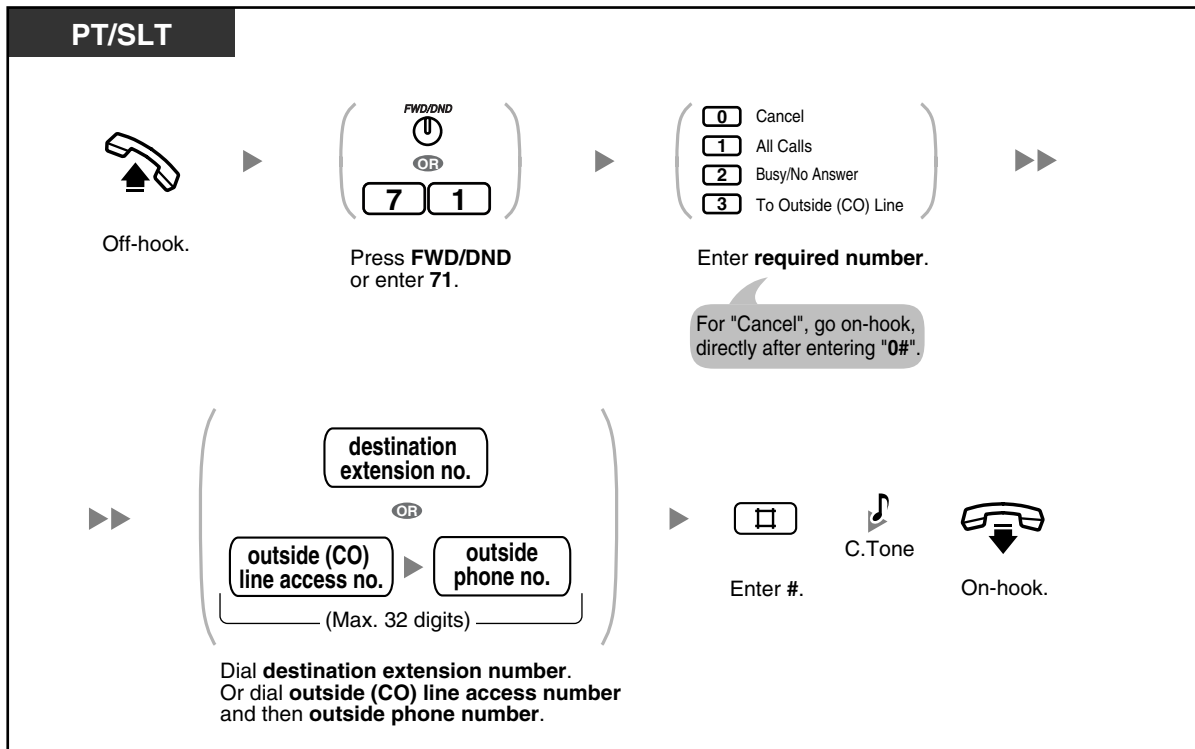 PT/SLT
Off-hook.
FWD/DND
OR
7 1
Press FWD/DND
or enter 71.
0 Cancel
1 All Calls
2 Busy/No Answer
3 To Outside (CO) Line
Enter required number.
For "Cancel", go on-hook,
directly after entering "0#".
destination
extension no.
OR
outside (CO)
line access no.
outside
phone no.
(Max. 32 digits)
Dial destination extension number.
Or dial outside (CO) line access number
and then outside phone number.
#
Enter #.
C.Tone
On-hook.